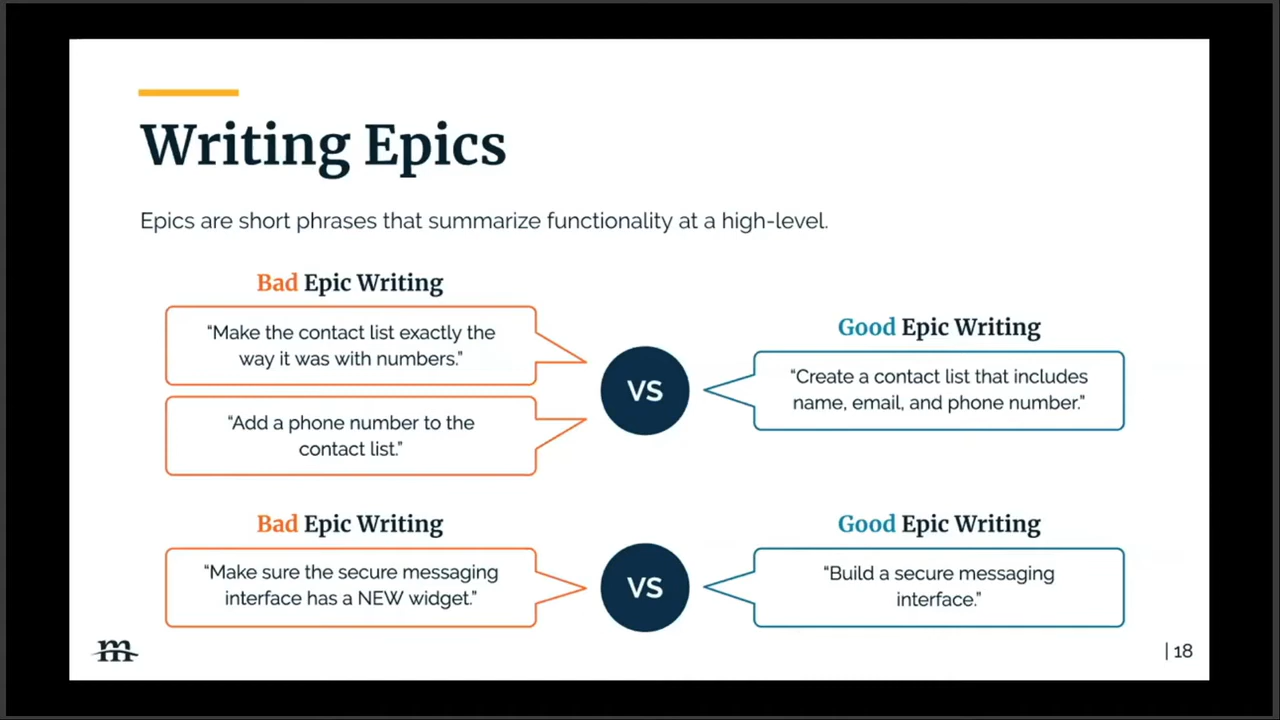 Writing Epics
Epics are short phrases that summarize functionality at a high-level.
Bad Epic Writing
“Make the contact list exactly the
way it was with numbers.”
“Add a phone number to the
contact list.”
VS
Good Epic Writing
“Create a contact list that includes
name, email, and phone number.”
Bad Epic Writing
“Make sure the secure messaging
interface has a NEW widget.”
VS
Good Epic Writing
“Build a secure messaging
interface.”
m
| 18